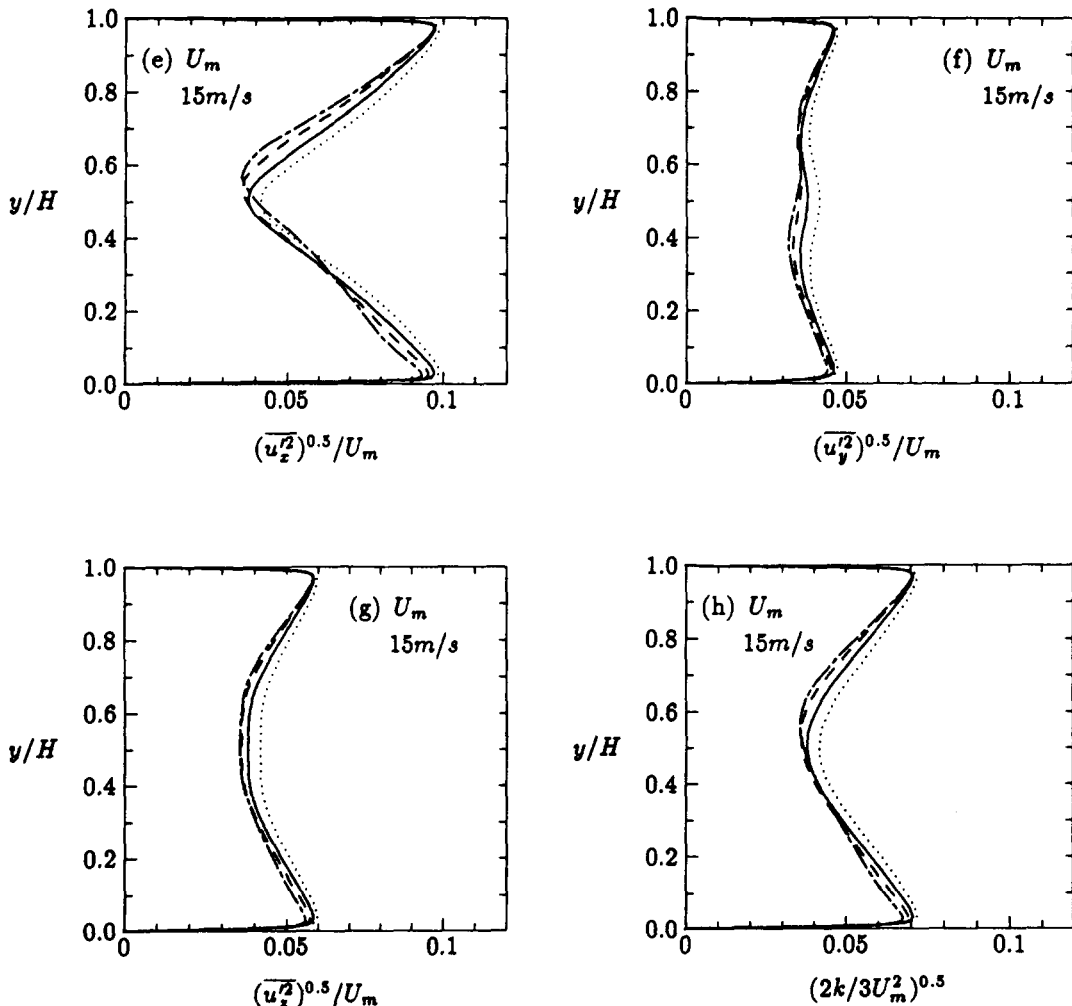 1.0
0.8
0.6
y/H
0.4
0.2
0.0
(e) U_m
15m/s
0 0.05 0.1
(\overline{u_x'^2})^{0.5}/U_m
1.0
0.8
0.6
y/H
0.4
0.2
0.0
(f) U_m
15m/s
0 0.05 0.1
(\overline{u_y'^2})^{0.5}/U_m
1.0
0.8
0.6
y/H
0.4
0.2
0.0
(g) U_m
15m/s
0 0.05 0.1
(\overline{u_z'^2})^{0.5}/U_m
1.0
0.8
0.6
y/H
0.4
0.2
0.0
(h) U_m
15m/s
0 0.05 0.1
(2k/3U_m^2)^{0.5}